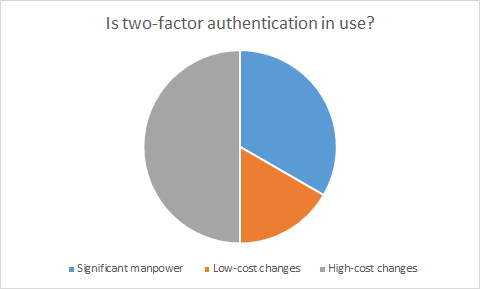 Is two-factor authentication in use?
Significant manpower Low-cost changes High-cost changes